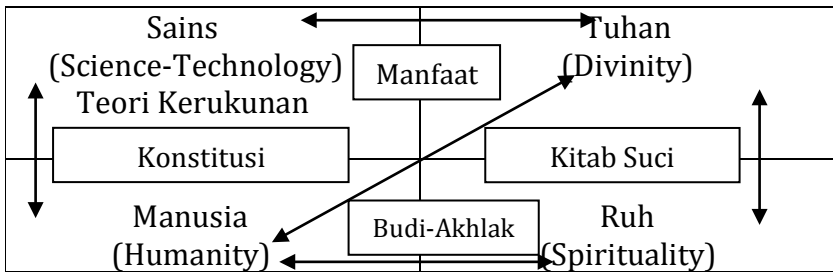 Sains
(Science-Technology)
Teori Kerukunan
Manfaat
Tuhan
(Divinity)
Konstitusi
Kitab Suci
Manusia
(Humanity)
Budi-Akhlak
Ruh
(Spirituality)